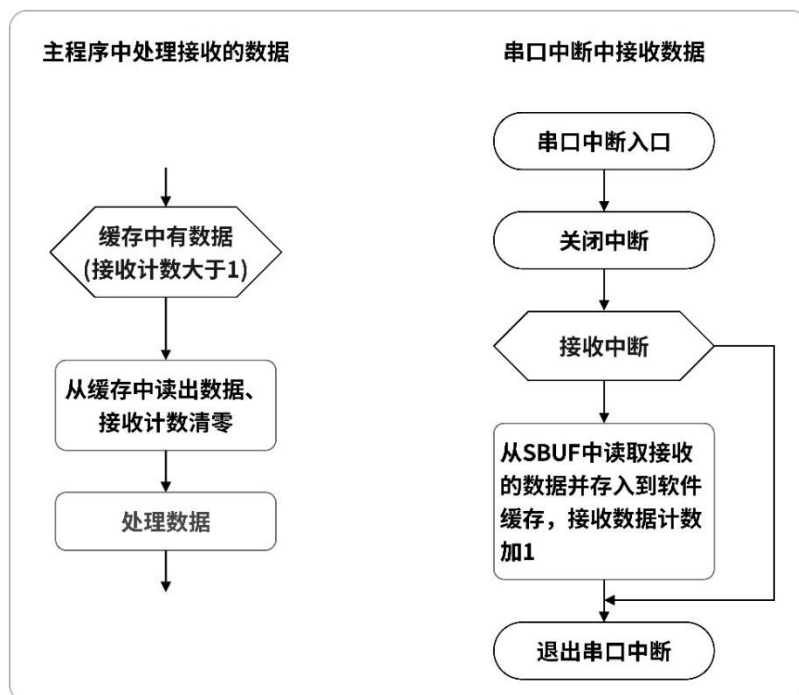 主程序中处理接收的数据
缓存中有数据
(接收计数大于1)
从缓存中读出数据、
接收计数清零
处理数据
串口中断中接收数据
串口中断入口
关闭中断
接收中断
从SBUF中读取接收
的数据并存入到软件
缓存，接收数据计数
加1
退出串口中断